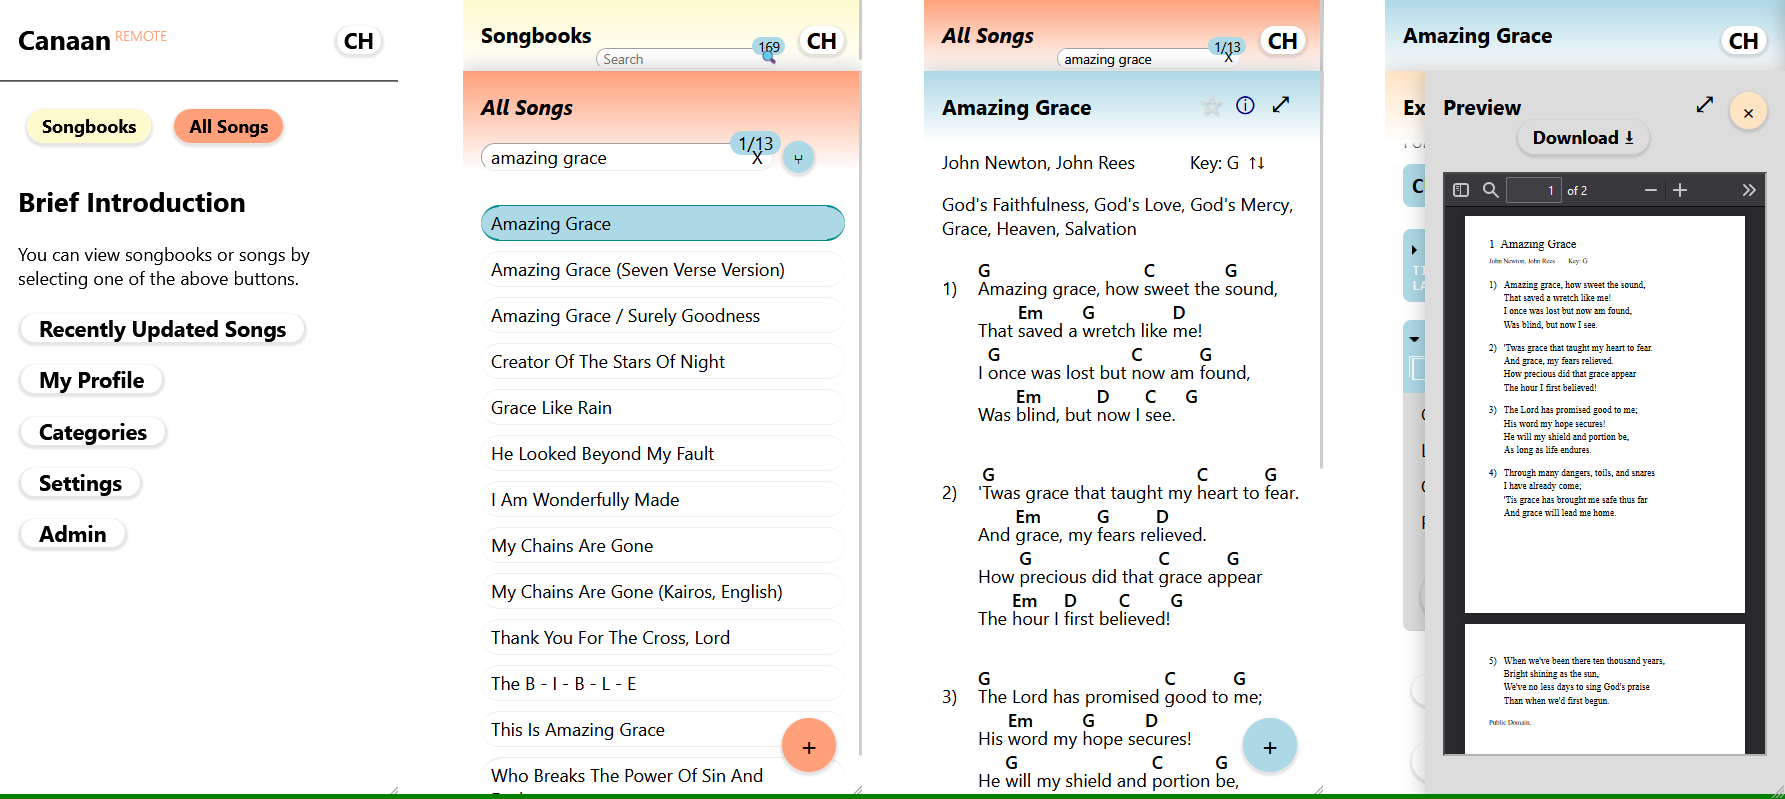 Canaan REMOTE
CH
Songbooks
All Songs
Brief Introduction
You can view songbooks or songs by
selecting one of the above buttons.
Recently Updated Songs
My Profile
Categories
Settings
Admin
Songbooks
Search
169
CH
All Songs
1/13
amazing grace
X
Amazing Grace
Amazing Grace (Seven Verse Version)
Amazing Grace / Surely Goodness
Creator Of The Stars Of Night
Grace Like Rain
He Looked Beyond My Fault
I Am Wonderfully Made
My Chains Are Gone
My Chains Are Gone (Kairos, English)
Thank You For The Cross, Lord
The B - I - B - L - E
This Is Amazing Grace
Who Breaks The Power Of Sin And
+
All Songs
amazing grace
1/13
X
CH
Amazing Grace
John Newton, John Rees Key: G ↑↓
God's Faithfulness, God's Love, God's Mercy,
Grace, Heaven, Salvation
G C G
1) Amazing grace, how sweet the sound,
Em G D
That saved a wretch like me!
G C G
I once was lost but now am found,
Em D C G
Was blind, but now I see.
G C G
2) 'Twas grace that taught my heart to fear.
Em G D
And grace, my fears relieved.
G C G
How precious did that grace appear
Em D C G
The hour I first believed!
G C G
3) The Lord has promised good to me;
Em G D
His word my hope secures!
G C G
He will my shield and portion be,
+
Amazing Grace
CH
Ex
Preview
×
Download
C
TI
LA
1 of 2
1 Amazing Grace
John Newton, John Rees Key: G
1) Amazing grace, how sweet the sound,
That saved a wretch like me!
I once was lost but now am found,
Was blind, but now I see.
2) 'Twas grace that taught my heart to fear.
And grace, my fears relieved.
How precious did that grace appear
The hour I first believed!
3) The Lord has promised good to me;
His word my hope secures!
He will my shield and portion be,
As long as life endures.
4) Through many dangers, toils, and snares
I have already come;
'Tis grace has brought me safe thus far
And grace will lead me home.
5) When we've been there ten thousand years,
Bright shining as the sun,
We've no less days to sing God's praise
Than when we'd first begun.
Public Domain.